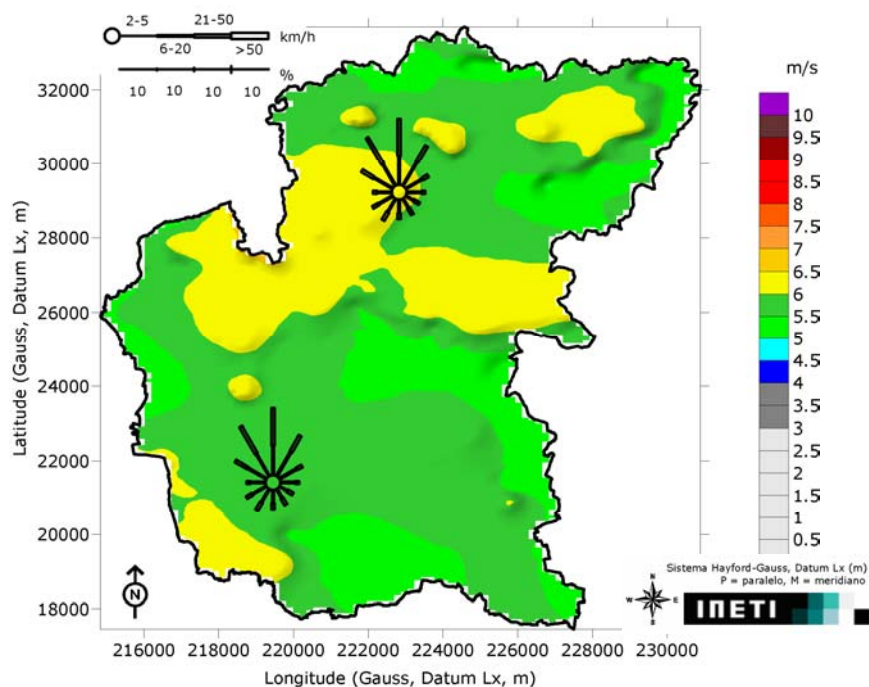 2-5 21-50
6-20 >50 km/h
%
10 10 10 10
m/s
10
9.5
9
8.5
8
7.5
7
6.5
6
5.5
5
4.5
4
3.5
3
2.5
2
1.5
1
0.5
32000
30000
28000
26000
24000
22000
20000
18000
Latitude (Gauss, Datum Lx, m)
N
216000 218000 220000 222000 224000 226000 228000 230000
Longitude (Gauss, Datum Lx, m)
Sistema Hayford-Gauss, Datum Lx (m)
P = paralelo, M = meridiano
N
W E
S
INETI